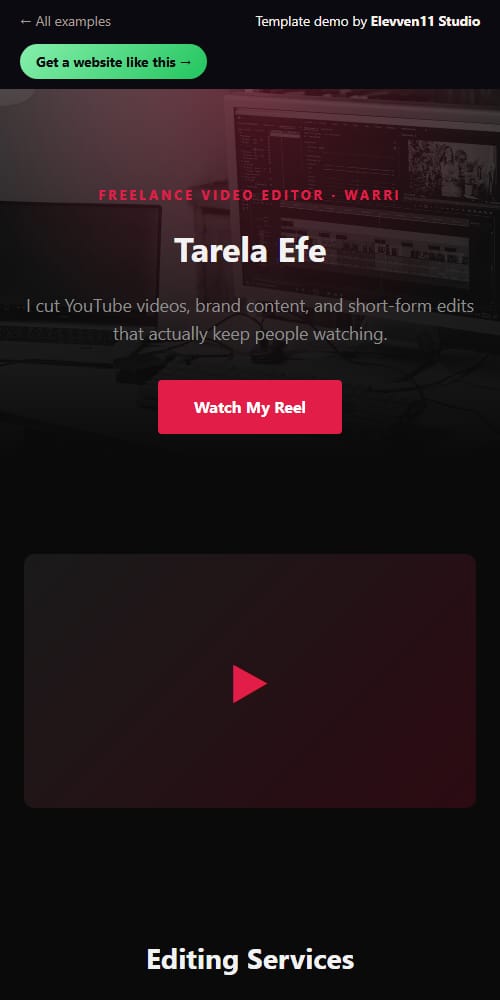 ← All examples
Template demo by Elevven11 Studio
Get a website like this →
FREELANCE VIDEO EDITOR · WARRI
Tarela Efe
I cut YouTube videos, brand content, and short-form edits
that actually keep people watching.
Watch My Reel
Editing Services